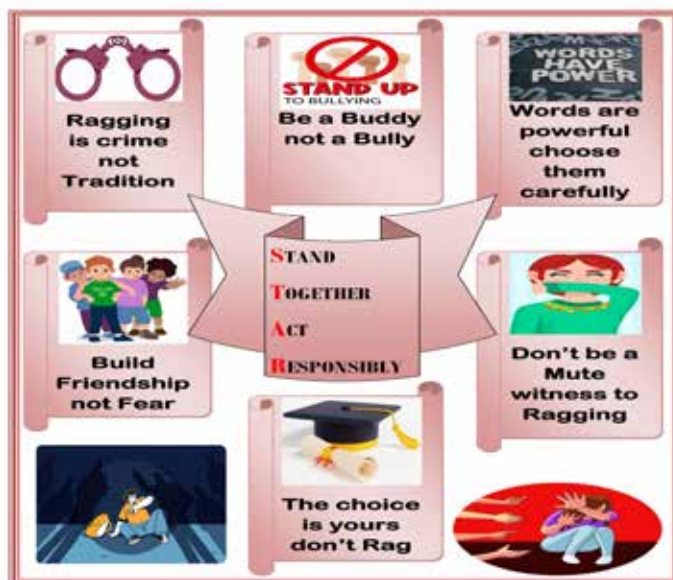 Ragging
is crime
not
Tradition
STAND UP
TO BULLYING
Be a Buddy
not a Bully
WORDS
HAVE
POWER
Words are
powerful
choose
them
carefully
STAND
TOGETHER
ACT
RESPONSIBLY
Build
Friendship
not Fear
Don't be a
Mute
witness to
Ragging
The choice
is yours
don't Rag